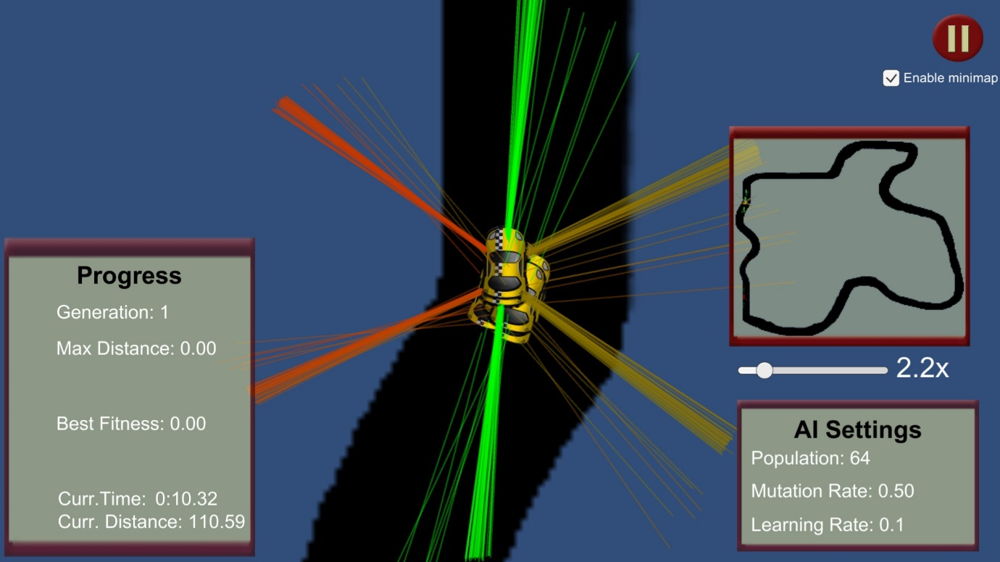 Enable minimap
Progress
Generation: 1
Max Distance: 0.00
Best Fitness: 0.00
Curr.Time: 0:10.32
Curr. Distance: 110.59
2.2x
AI Settings
Population: 64
Mutation Rate: 0.50
Learning Rate: 0.1